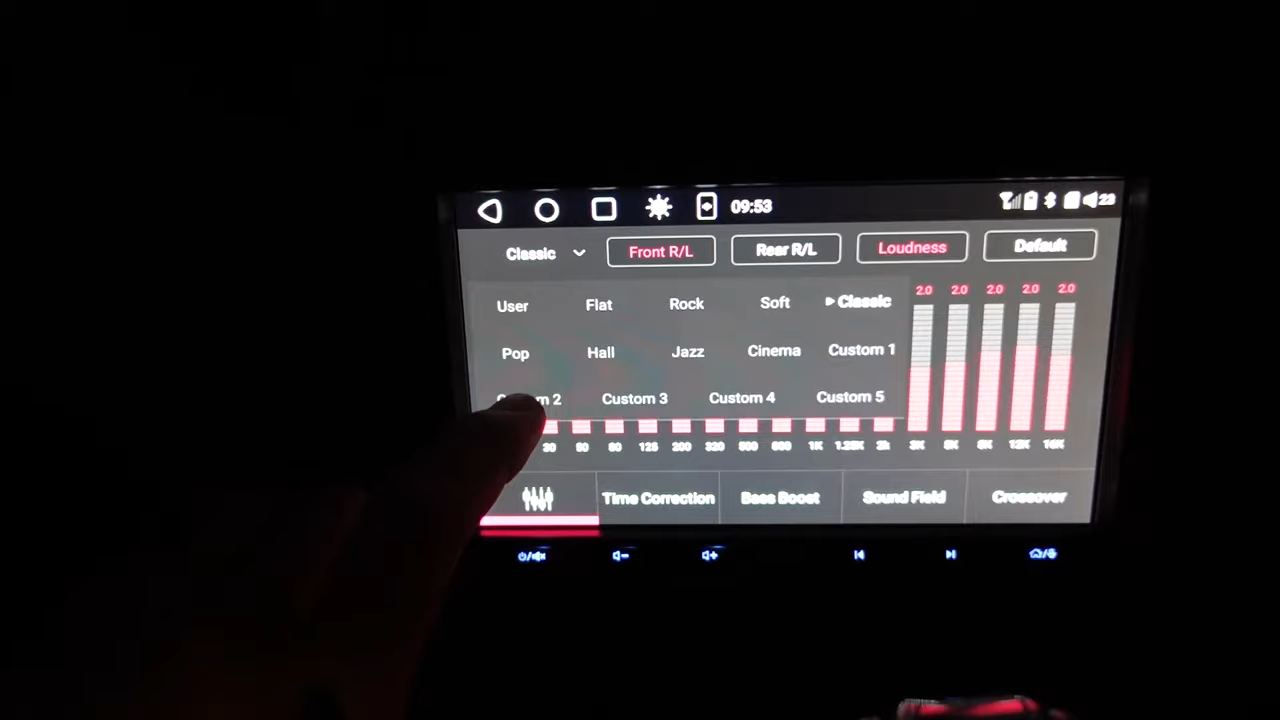 09:53 23
Classic Front R/L Rear R/L Loudness Default
2.0 2.0 2.0 2.0 2.0
User Flat Rock Soft Classic
Pop Hall Jazz Cinema Custom 1
Custom 2 Custom 3 Custom 4 Custom 5
30 50 80 125 200 320 500 800 1K 1.25K 2k 3K 5K 8K 12K 16K
Time Correction Bass Boost Sound Field Crossover